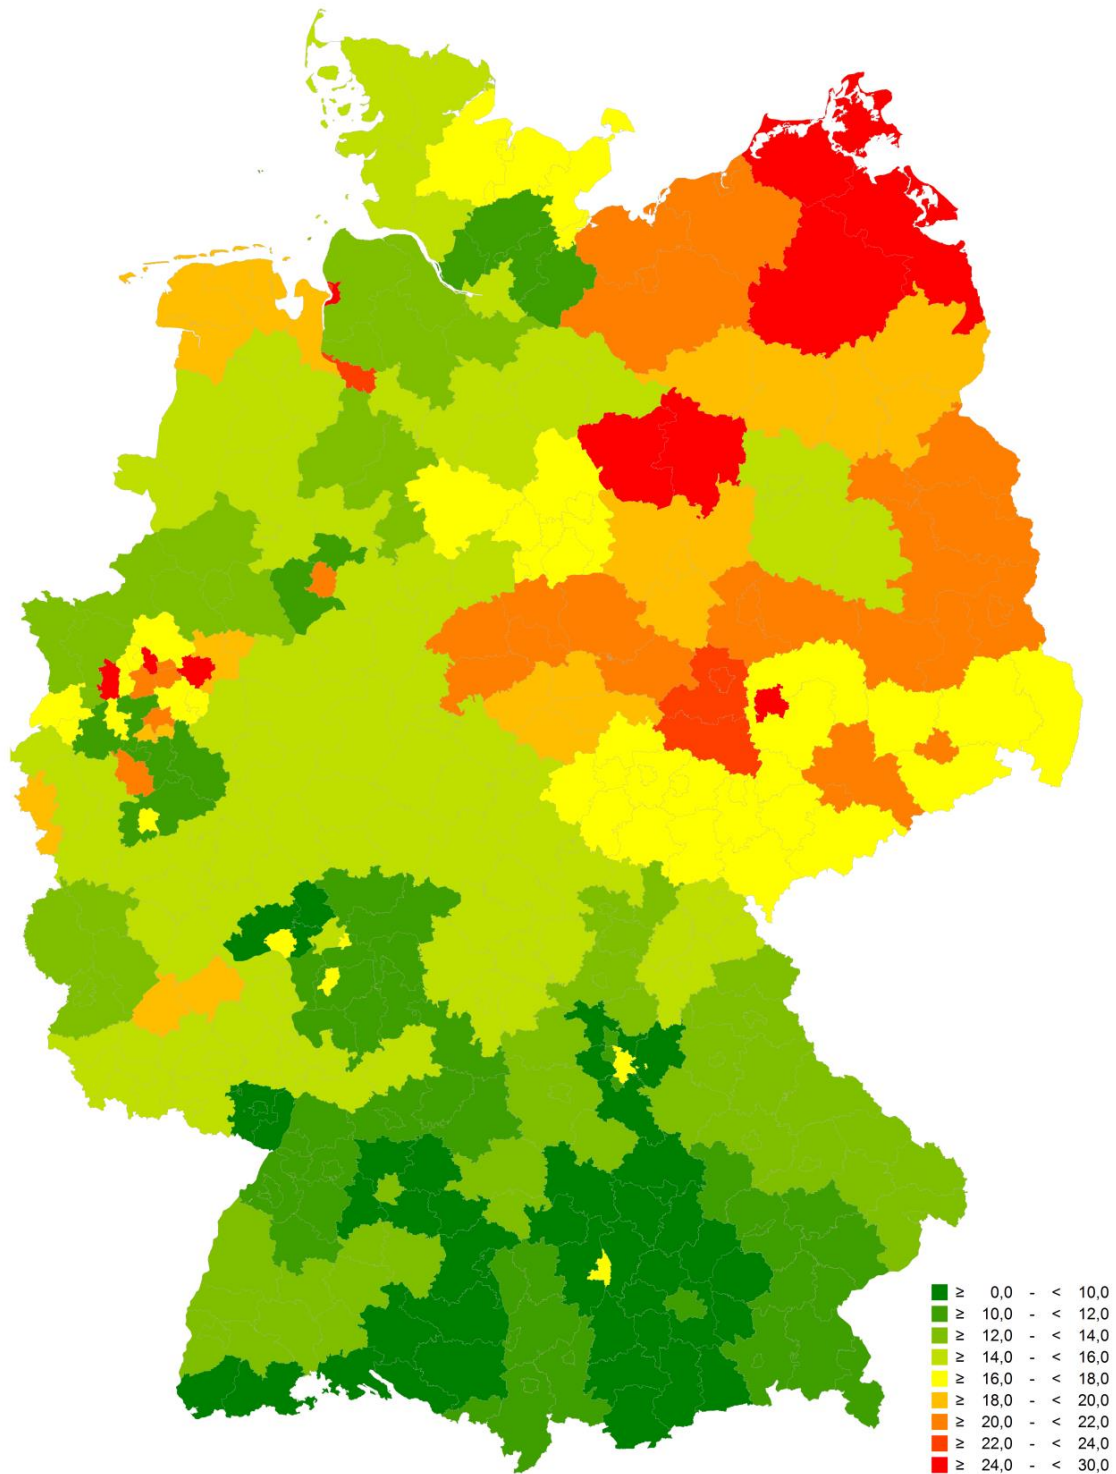 ≥ 0,0 - < 10,0
≥ 10,0 - < 12,0
≥ 12,0 - < 14,0
≥ 14,0 - < 16,0
≥ 16,0 - < 18,0
≥ 18,0 - < 20,0
≥ 20,0 - < 22,0
≥ 22,0 - < 24,0
≥ 24,0 - < 30,0